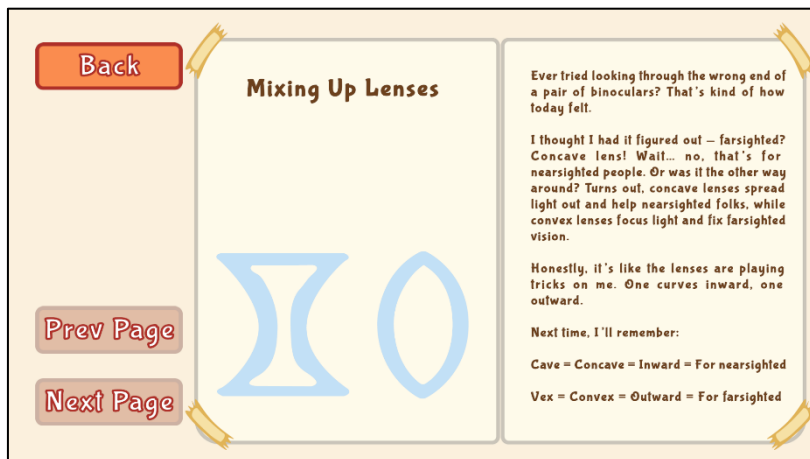 Back
Prev Page
Next Page
Mixing Up Lenses
Ever tried looking through the wrong end of
a pair of binoculars? That's kind of how
today felt.
I thought I had it figured out – farsighted?
Concave lens! Wait... no, that's for
nearsighted people. Or was it the other way
around? Turns out, concave lenses spread
light out and help nearsighted folks, while
convex lenses focus light and fix farsighted
vision.
Honestly, it's like the lenses are playing
tricks on me. One curves inward, one
outward.
Next time, I'll remember:
Cave = Concave = Inward = For nearsighted
Vex = Convex = Outward = For farsighted